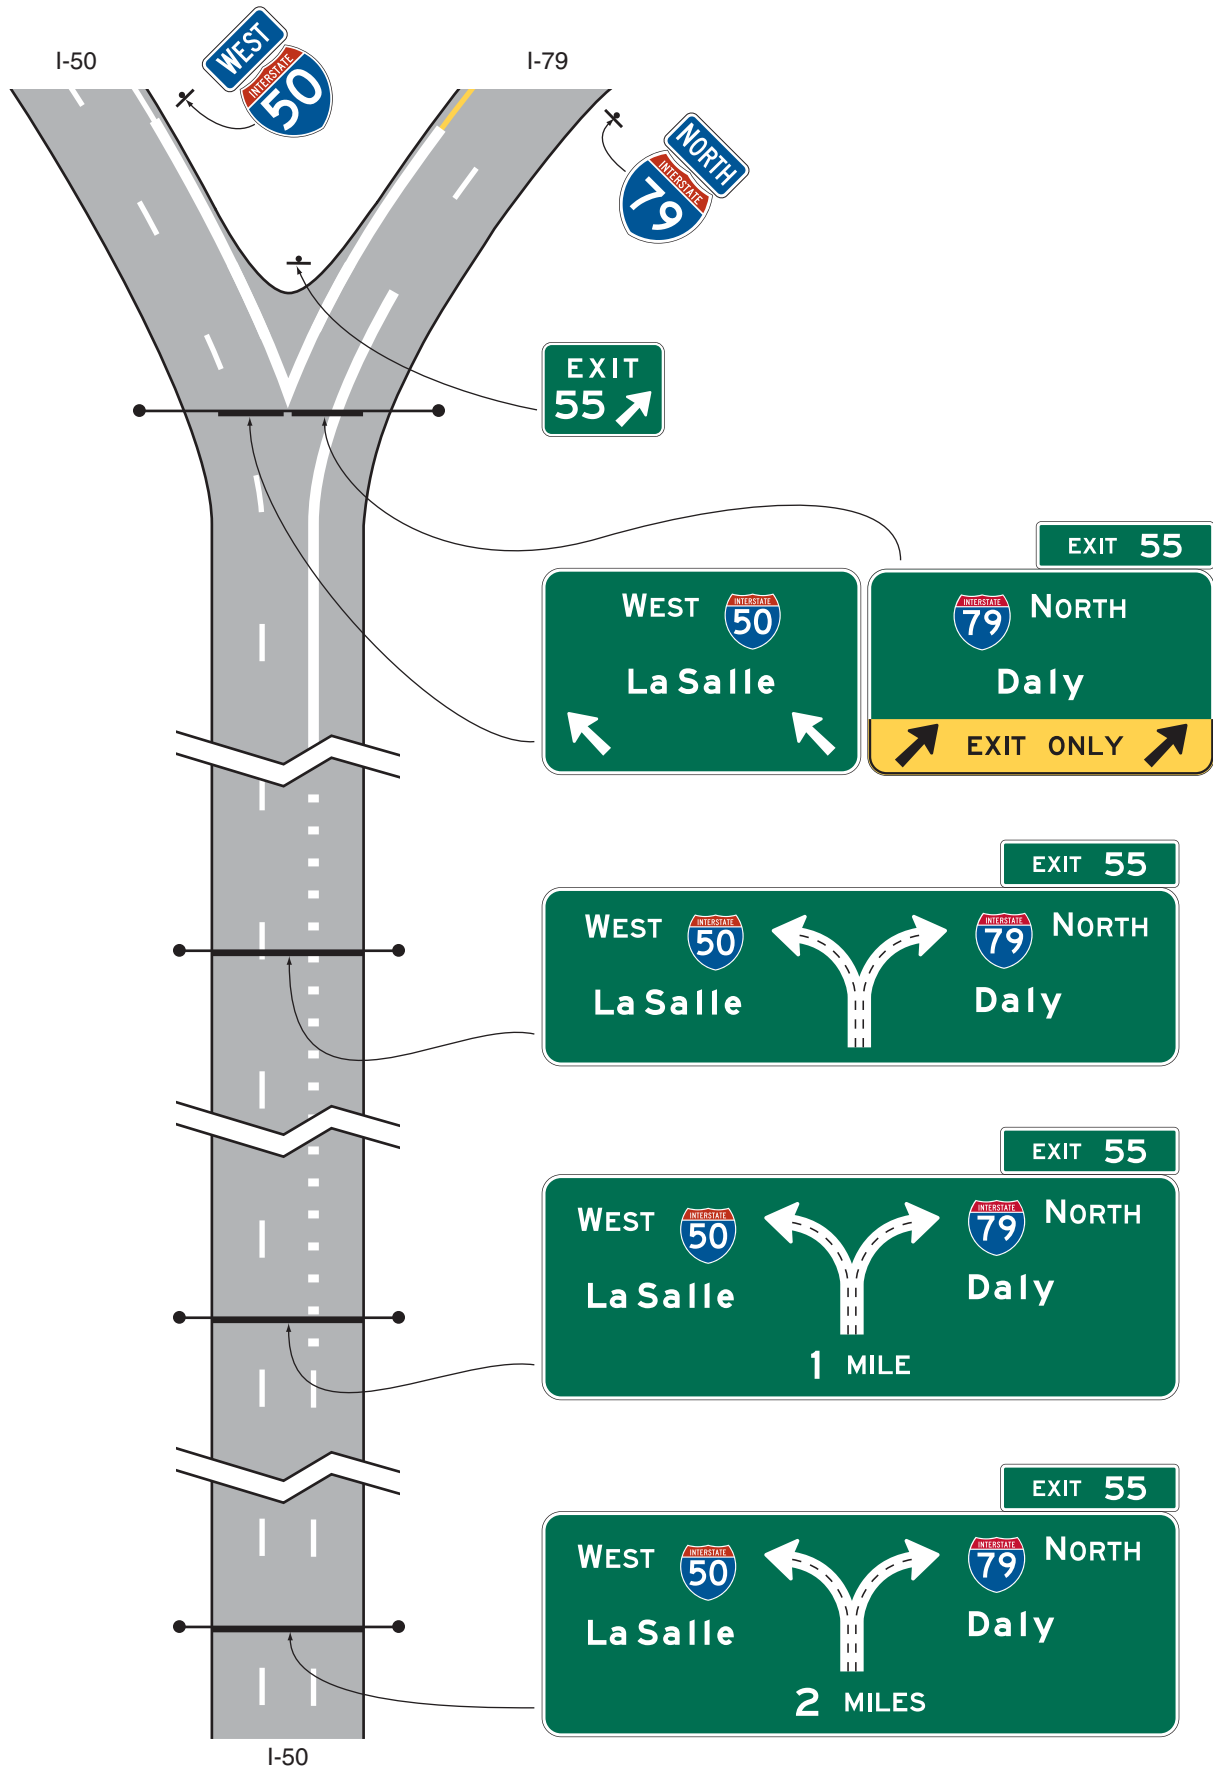 I-50
WEST
INTERSTATE
50
I-79
NORTH
INTERSTATE
79
EXIT
55
EXIT 55
WEST INTERSTATE 50
La Salle
INTERSTATE 79 NORTH
Daly
EXIT ONLY
EXIT 55
WEST INTERSTATE 50 INTERSTATE 79 NORTH
La Salle Daly
EXIT 55
WEST INTERSTATE 50 INTERSTATE 79 NORTH
La Salle Daly
1 MILE
EXIT 55
WEST INTERSTATE 50 INTERSTATE 79 NORTH
La Salle Daly
2 MILES
I-50